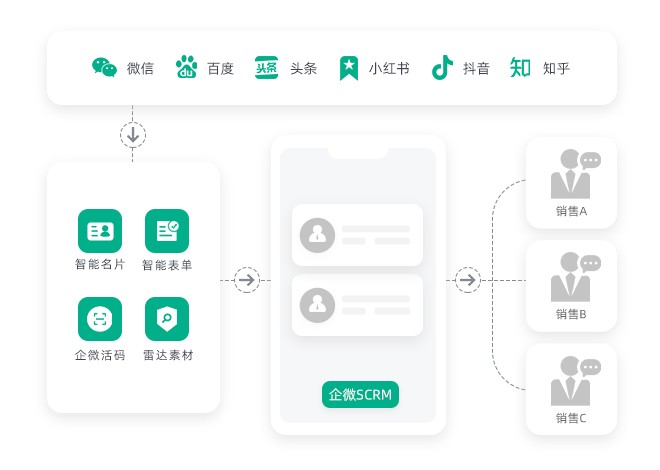 微信 du 百度 头条 头条 小红书 抖音 知 知乎
智能名片 智能表单
企微活码 雷达素材
企微SCRM
销售A
销售B
销售C